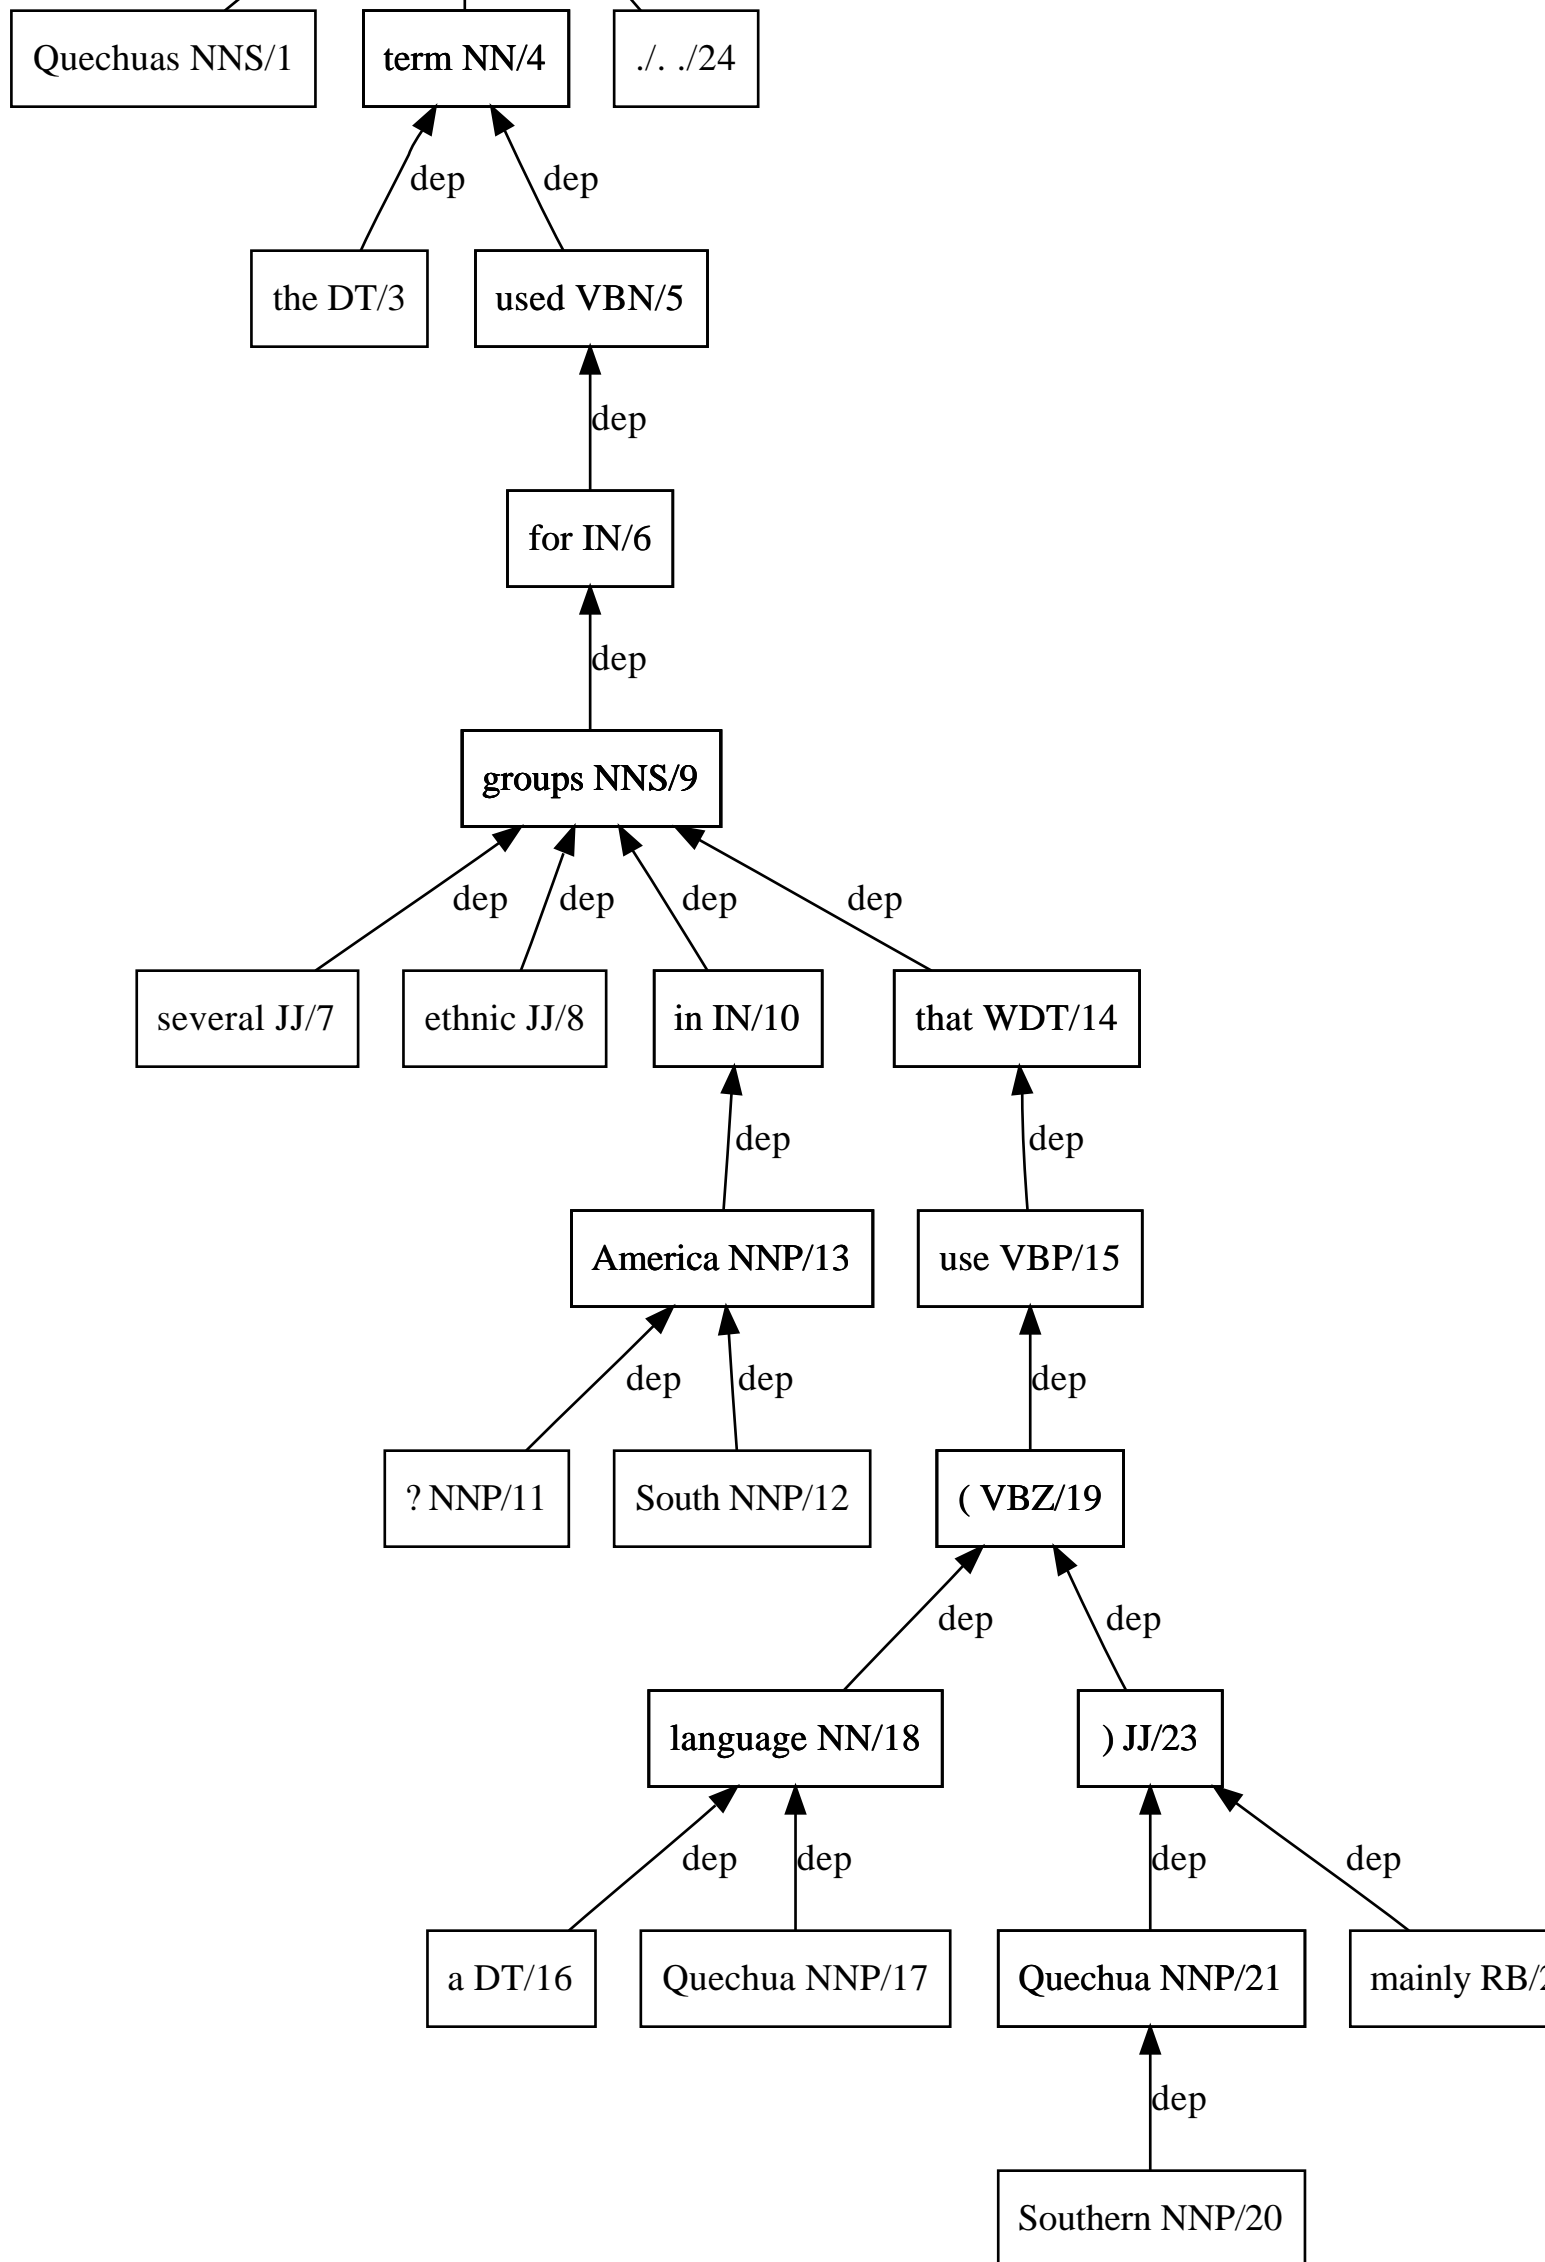 Quechuas NNS/1 term NN/4 ./. ./24
dep dep
the DT/3 used VBN/5
dep
for IN/6
dep
groups NNS/9
dep dep dep dep
several JJ/7 ethnic JJ/8 in IN/10 that WDT/14
dep dep
America NNP/13 use VBP/15
dep dep dep
? NNP/11 South NNP/12 ( VBZ/19
dep dep
language NN/18 ) JJ/23
dep dep dep dep
a DT/16 Quechua NNP/17 Quechua NNP/21 mainly RB/2
dep
Southern NNP/20